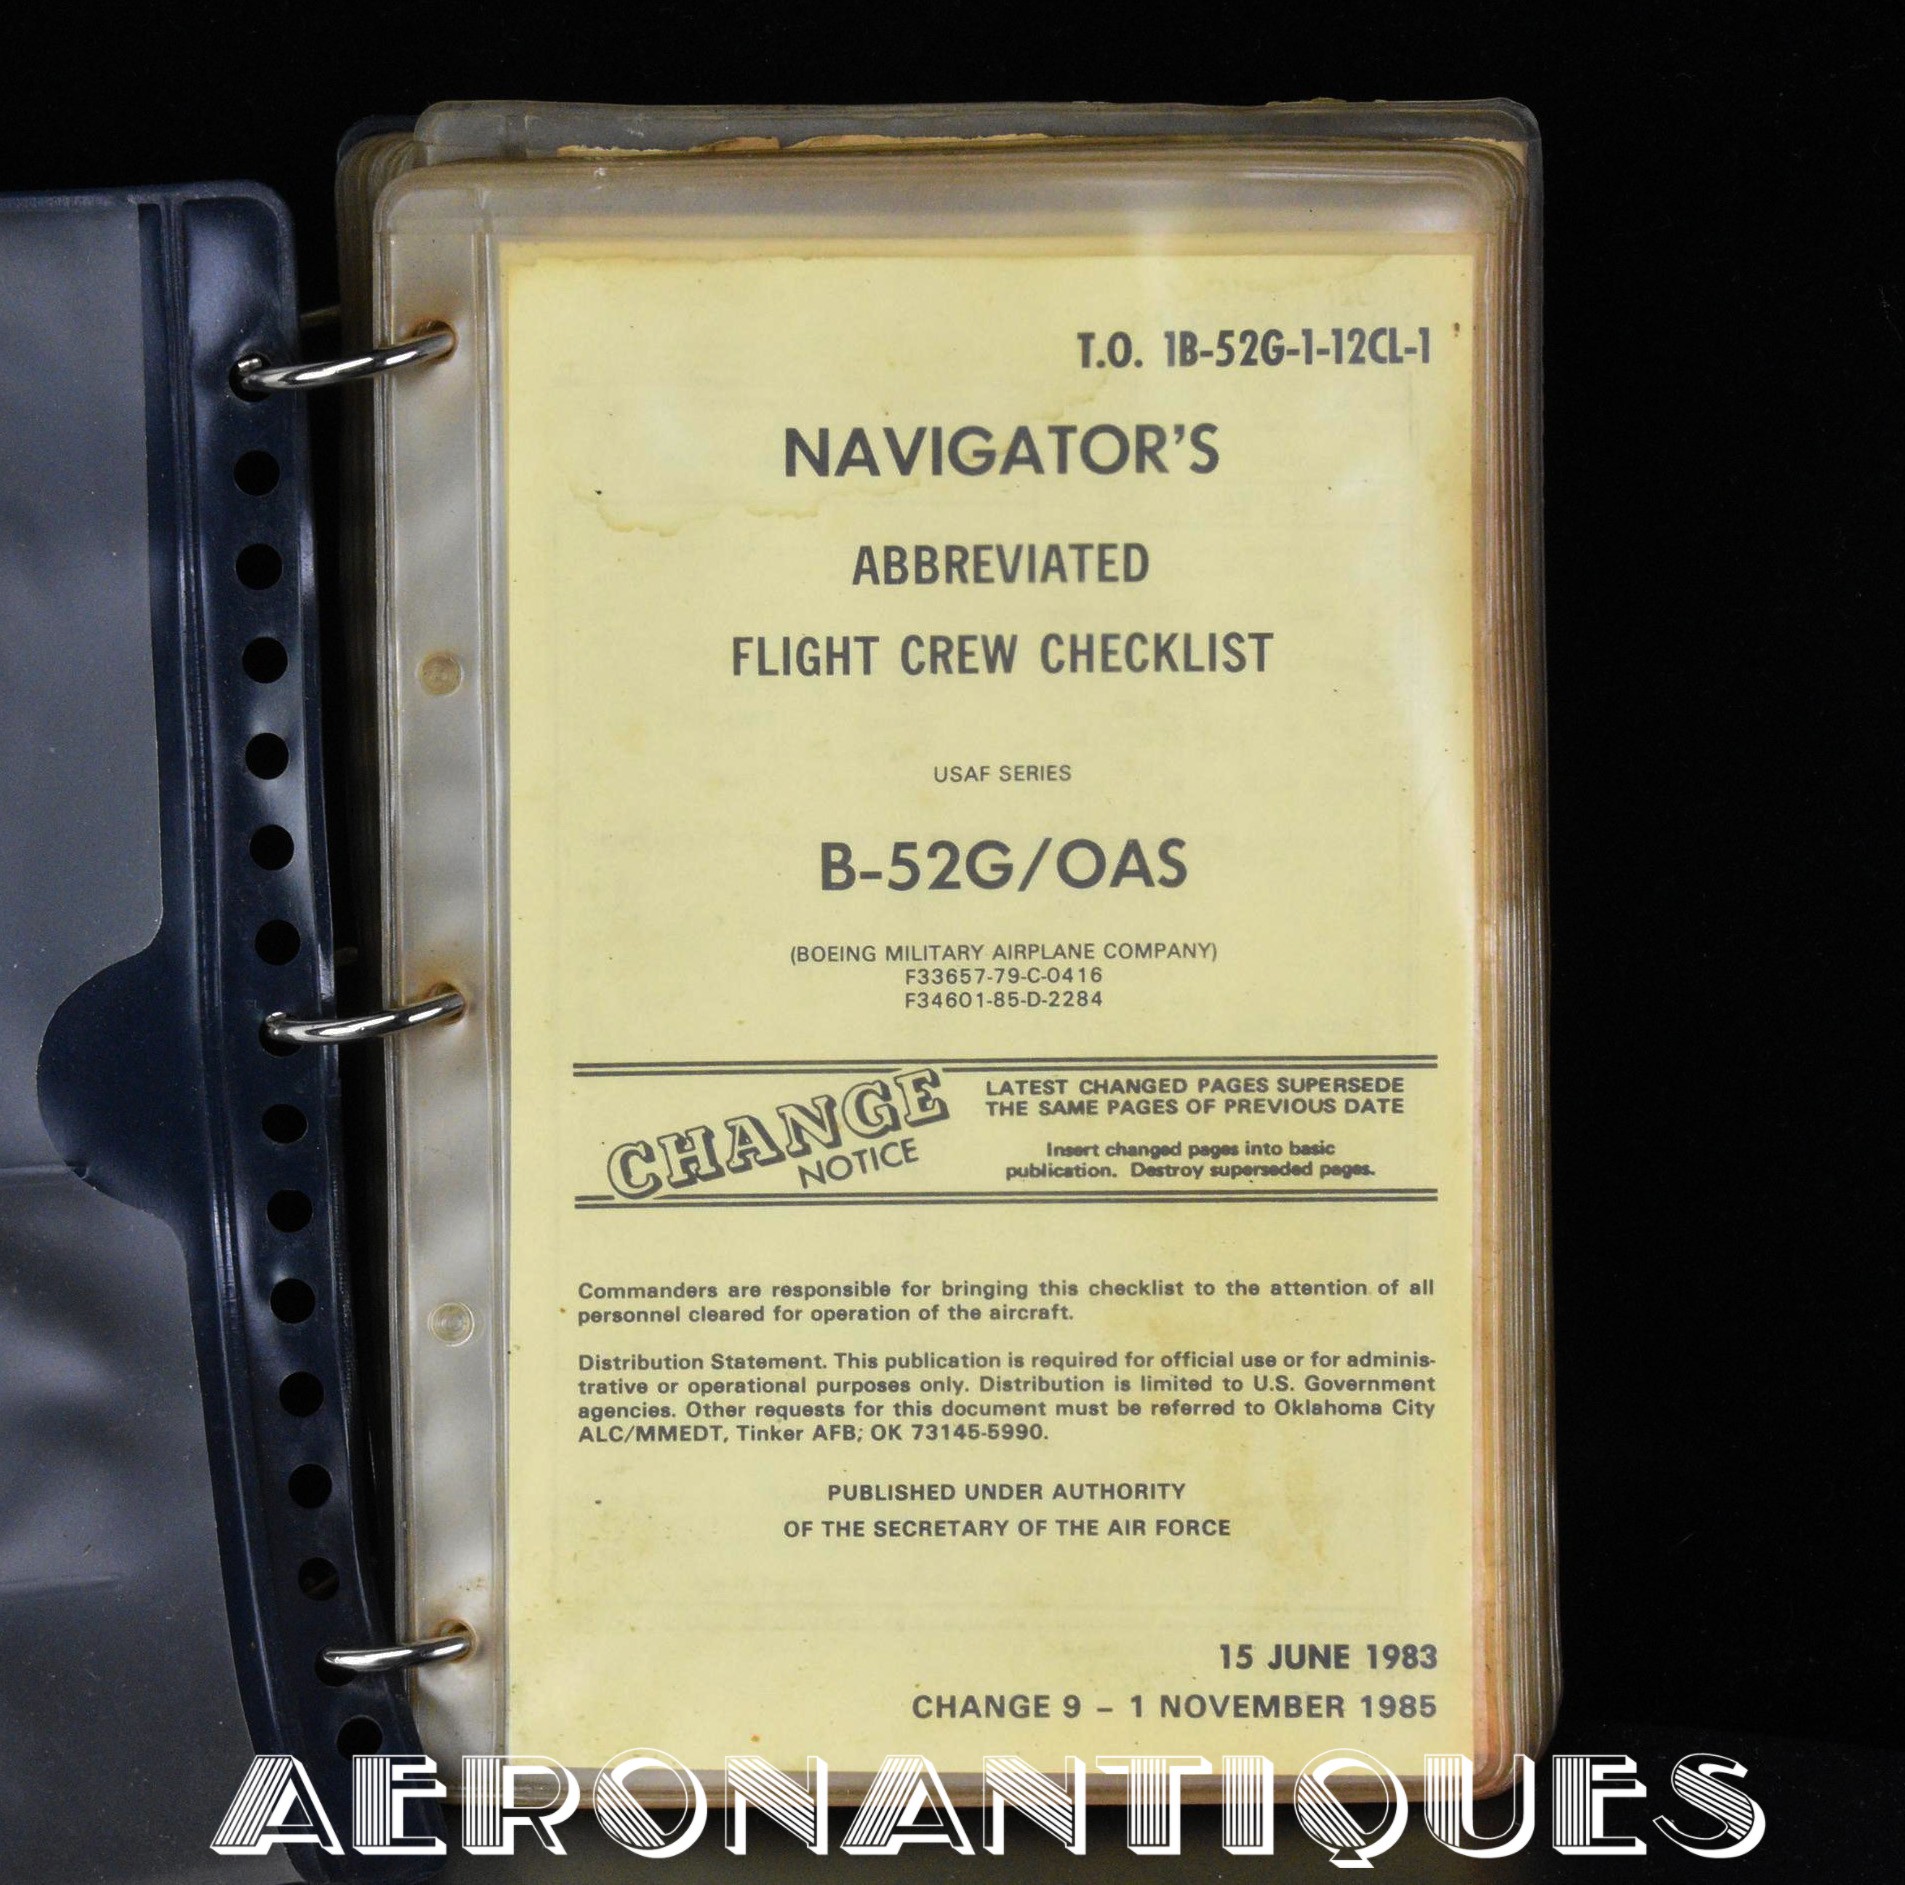 T.O. 1B-52G-1-12CL-1
NAVIGATOR'S
ABBREVIATED
FLIGHT CREW CHECKLIST
USAF SERIES
B-52G/OAS
(BOEING MILITARY AIRPLANE COMPANY)
F33657-79-C-0416
F34601-85-D-2284
CHANGE
NOTICE
LATEST CHANGED PAGES SUPERSEDE
THE SAME PAGES OF PREVIOUS DATE
Insert changed pages into basic
publication. Destroy superseded pages.
Commanders are responsible for bringing this checklist to the attention of all
personnel cleared for operation of the aircraft.
Distribution Statement. This publication is required for official use or for adminis-
trative or operational purposes only. Distribution is limited to U.S. Government
agencies. Other requests for this document must be referred to Oklahoma City
ALC/MMEDT, Tinker AFB; OK 73145-5990.
PUBLISHED UNDER AUTHORITY
OF THE SECRETARY OF THE AIR FORCE
15 JUNE 1983
CHANGE 9 – 1 NOVEMBER 1985
AERONANTIQUES